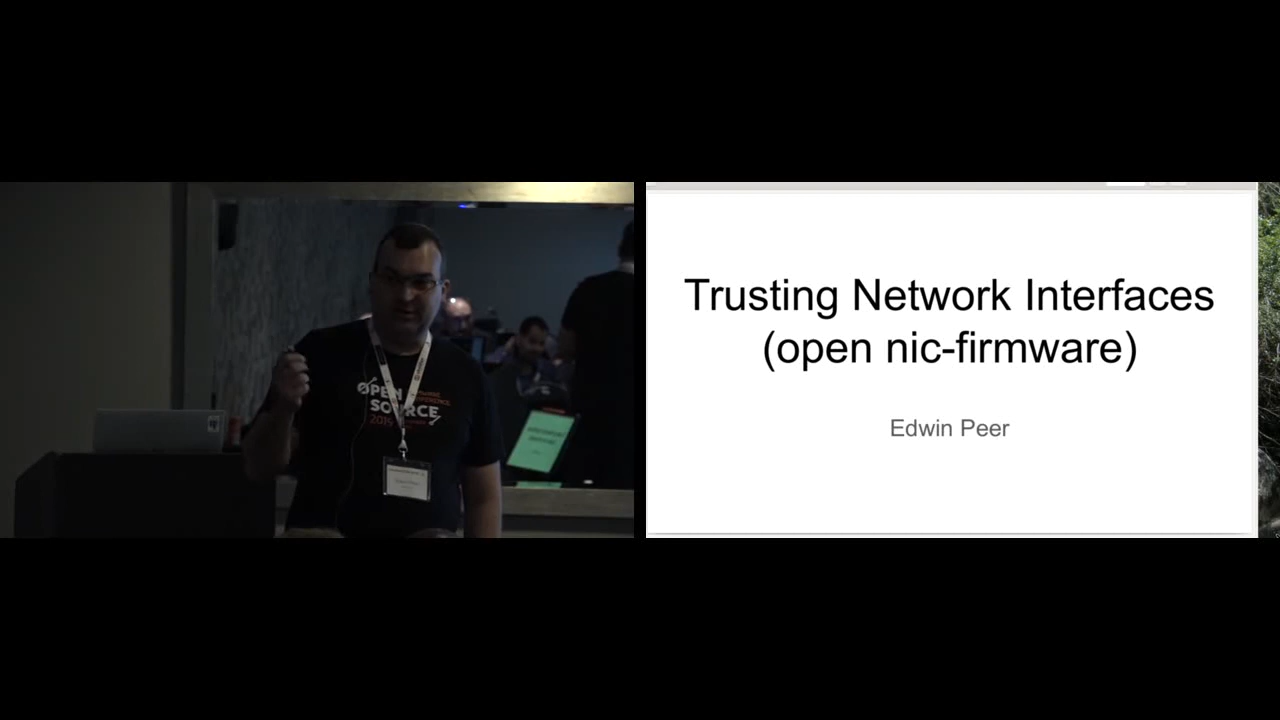 OPEN
SOURCE
2019
Trusting Network Interfaces
(open nic-firmware)
Edwin Peer